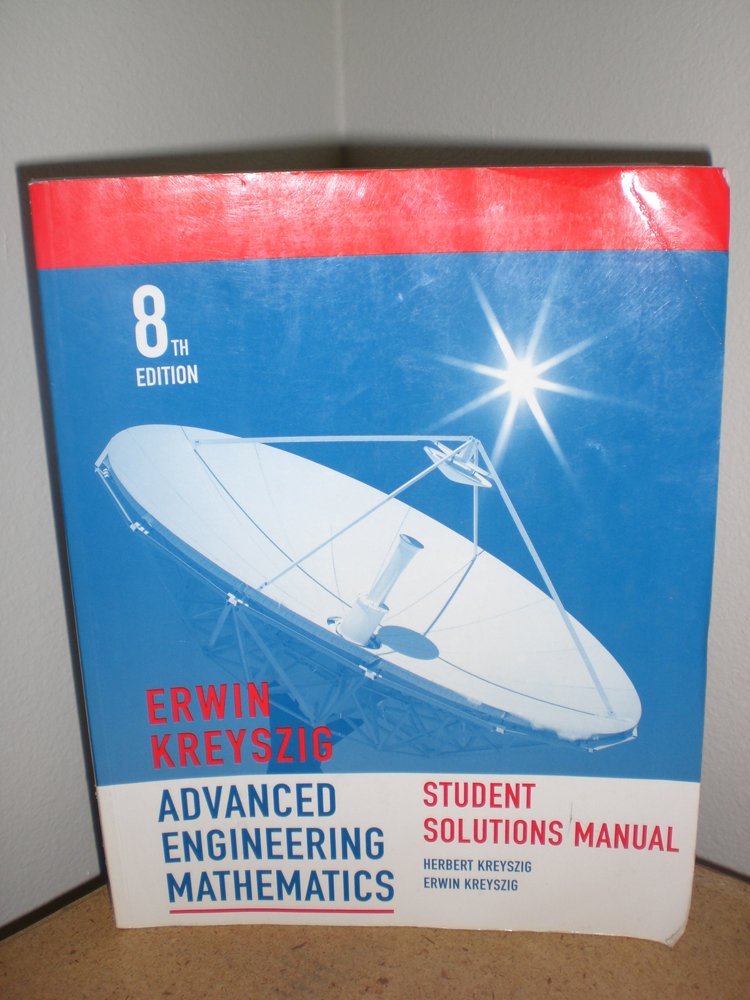 8TH
EDITION
ERWIN
KREYSZIG
ADVANCED
ENGINEERING
MATHEMATICS
STUDENT
SOLUTIONS MANUAL
HERBERT KREYSZIG
ERWIN KREYSZIG